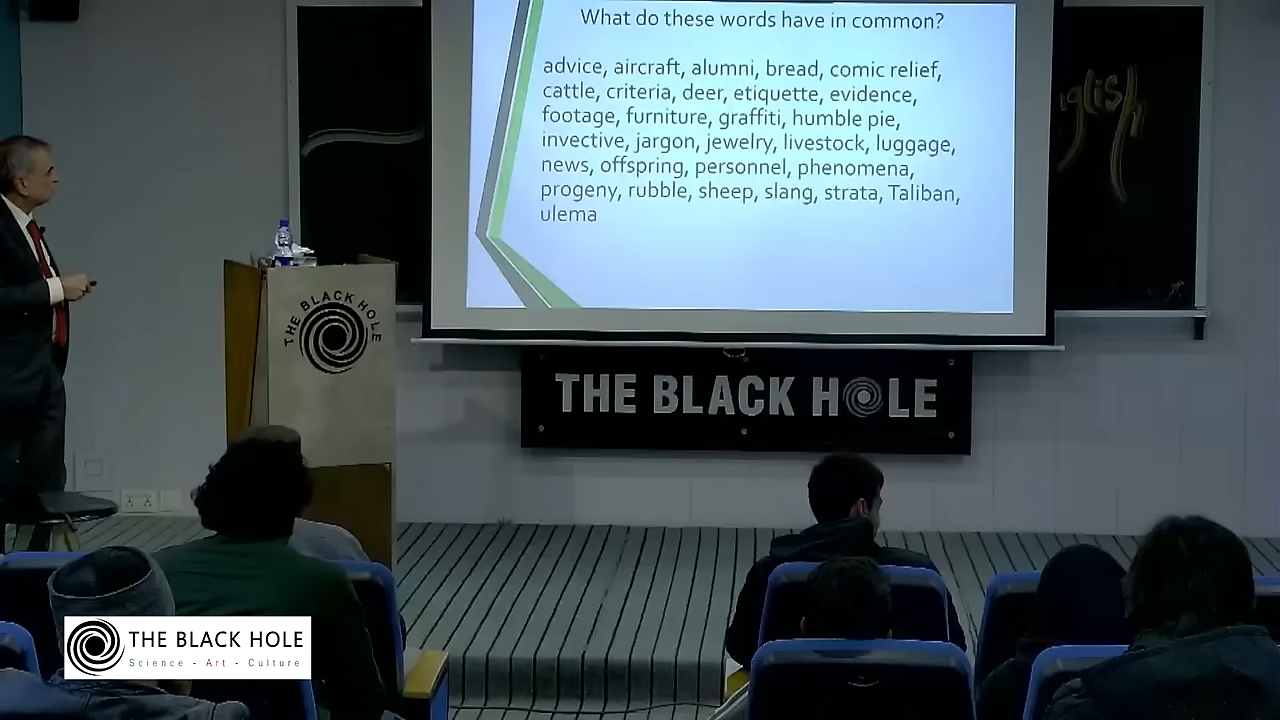 What do these words have in common?
advice, aircraft, alumni, bread, comic relief,
cattle, criteria, deer, etiquette, evidence,
footage, furniture, graffiti, humble pie,
invective, jargon, jewelry, livestock, luggage,
news, offspring, personnel, phenomena,
progeny, rubble, sheep, slang, strata, Taliban,
ulema
THE BLACK HOLE
THE BLACK HOLE
THE BLACK HOLE
Science - Art - Culture